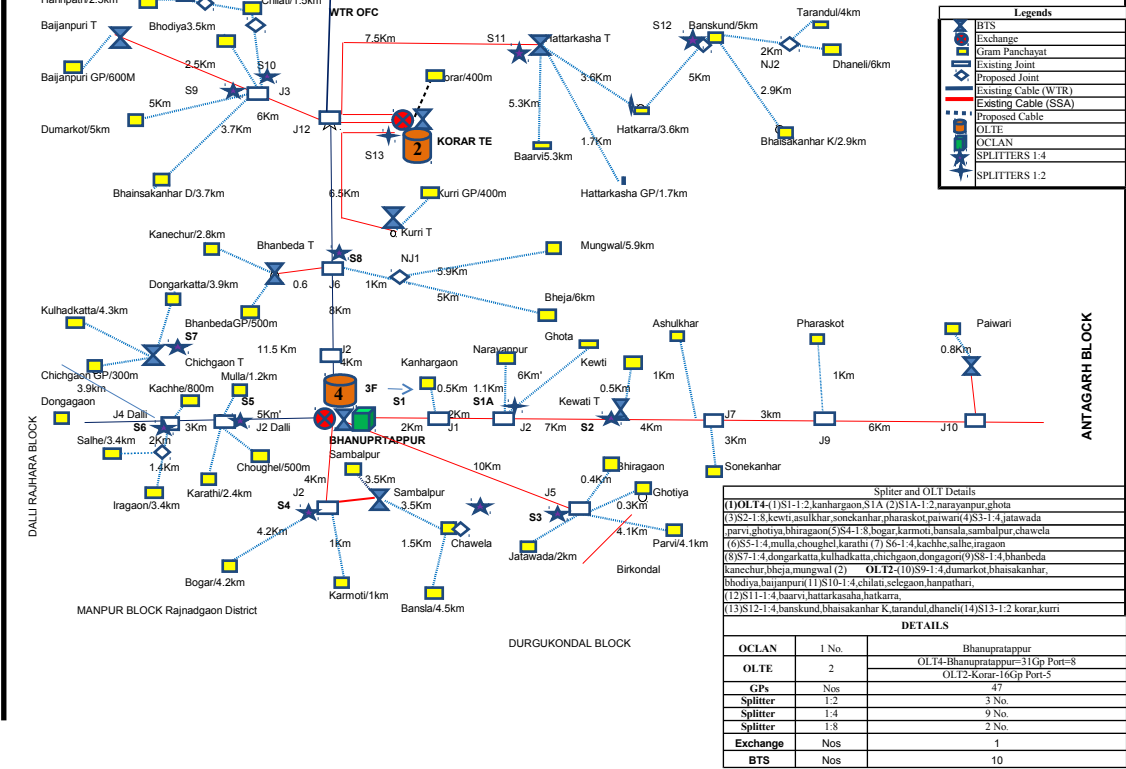 Chilati/1.5km
WTR OFC
Baijanpuri T
Bhodiya3.5km
7.5Km
S11
Hattarkasha T
S12
Banskund/5km
Tarandul/4km
2Km
NJ2
Dhaneli/6km
2.5Km
S10
Baijanpuri GP/600M
S9
J3
Korar/400m
3.6Km
5Km
2.9Km
5Km
6Km
5.3Km
Dumarkot/5km
3.7Km
J12
2
KORAR TE
Hatkarra/3.6km
1.7Km
Bhaisakanhar K/2.9km
S13
Baarvi5.3km
Bhainsakanhar D/3.7km
6.5Km
Kurri GP/400m
Hattarkasha GP/1.7km
Kurri T
Kanechur/2.8km
Bhanbeda T
S8
NJ1
Mungwal/5.9km
5.9Km
0.6
J6
1Km
5Km
Dongarkatta/3.9km
Bheja/6km
Kulhadkatta/4.3km
8Km
BhanbedaGP/500m
S7
Ashulkhar
Pharaskot
Paiwari
Ghota
11.5 Km
J2
Narayanpur
Chichgaon T
4Km
Kanhargaon
Kewti
0.8Km
Chichgaon GP/300m
Mulla/1.2km
6Km'
1Km
1Km
3.9km
Kachhe/800m
4
3F
0.5Km
1.1Km
0.5Km
S1
S1A
Kewati T
Dongagaon
S5
J4 Dalli
5Km'
2Km
3km
S6
3Km
J2 Dalli
J1
J2
7Km
S2
4Km
J7
J9
6Km
J10
ANTAGARH BLOCK
DALLI RAJHARA BLOCK
BHANUPRTAPPUR
Salhe/3.4km
2Km
3Km
Sambalpur
1.4Km
Choughel/500m
10Km
Bhiragaon
Sonekanhar
4Km
3.5Km
0.4Km
Karathi/2.4km
Iragaon/3.4km
J2
Sambalpur
J5
Ghotiya
S4
3.5Km
0.3Km
S3
4.2Km
4.1Km
1Km
1.5Km
Chawela
Jatawada/2km
Parvi/4.1km
Birkondal
Bogar/4.2km
Karmoti/1km
Bansla/4.5km
MANPUR BLOCK Rajnadgaon District
DURGUKONDAL BLOCK
Legends
BTS
Exchange
Gram Panchayat
Existing Joint
Proposed Joint
Existing Cable (WTR)
Existing Cable (SSA)
Proposed Cable
OLTE
OCLAN
SPLITTERS 1:4
SPLITTERS 1:2
Spliter and OLT Details
(1)OLT4-(1)S1-1:2,kanhargaon,S1A (2)S1A-1:2,narayanpur,ghota
(3)S2-1:8,kewti,asulkhar,sonekanhar,pharaskot,paiwari(4)S3-1:4,jatawada
,parvi,ghotiya,bhiragaon(5)S4-1:8,bogar,karmoti,bansla,sambalpur,chawela
(6)S5-1:4,mulla,choughel,karathi (7) S6-1:4,kachhe,salhe,iragaon
(8)S7-1:4,dongarkatta,kulhadkatta,chichgaon,dongagori(9)S8-1:4,bhanbeda
kanechur,bheja,mungwal (2) OLT2-(10)S9-1:4,dumarkot,bhaisakanhar,
bhodiya,baijanpuri(11)S10-1:4,chilati,selegaon,hanpathari,
(12)S11-1:4,baarvi,hattarkasaha,hatkarra,
(13)S12-1:4,banskund,bhaisakanhar K,tarandul,dhaneli(14)S13-1:2 korar,kurri
DETAILS
OCLAN 1 No. Bhanupratappur
OLTE 2 OLT4-Bhanupratappur=31Gp Port=8
OLT2-Korar-16Gp Port-5
GPs Nos 47
Splitter 1:2 3 No.
Splitter 1:4 9 No.
Splitter 1:8 2 No.
Exchange Nos 1
BTS Nos 10